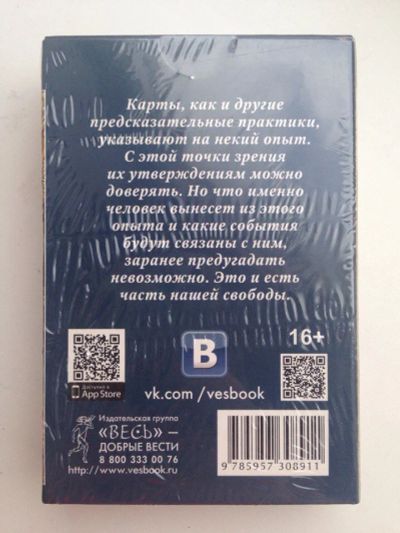 Карты, как и другие
предсказательные практики,
указывают на некий опыт.
С этой точки зрения
их утверждениям можно
доверять. Но что именно
человек вынесет из этого
опыта и какие события
будут связаны с ним,
заранее предугадать
невозможно. Это и есть
часть нашей свободы.
16+
B
Доступно в
App Store
vk.com/vesbook
Издательская группа
«ВЕСЬ» –
ДОБРЫЕ ВЕСТИ
8 800 333 00 76
www.vesbook.ru
9 785957 308911